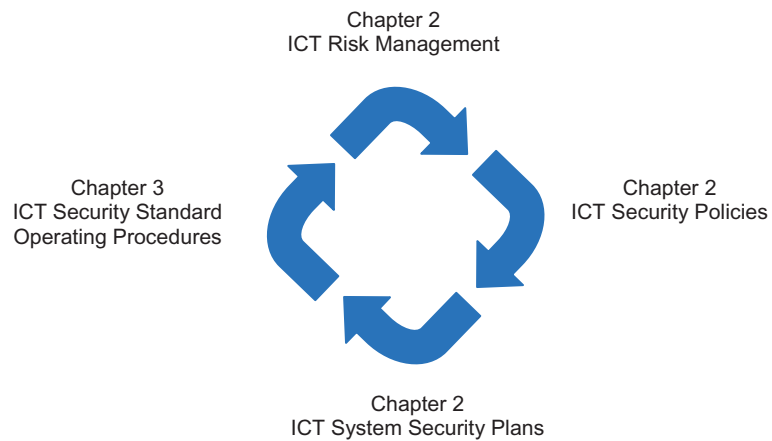 Chapter 2
ICT Risk Management
Chapter 3
ICT Security Standard
Operating Procedures
Chapter 2
ICT Security Policies
Chapter 2
ICT System Security Plans